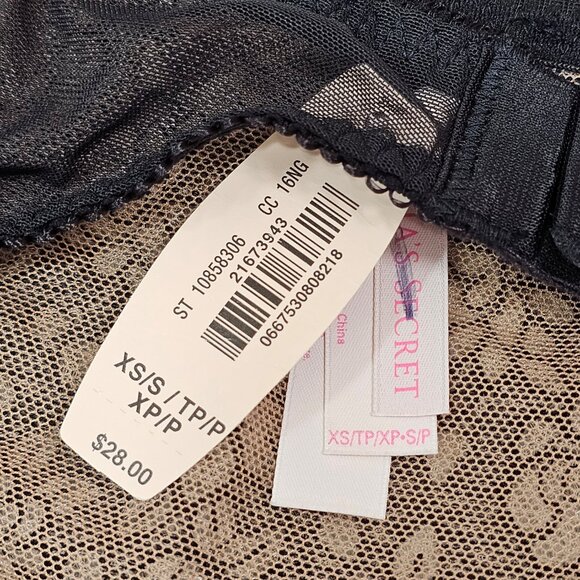 ST 10858306 CC 16NG
21673943
0667530808218
XS/S / TP/P
XP/P
$28.00
A'S SECRET
China
XS/TP/XP•S/P